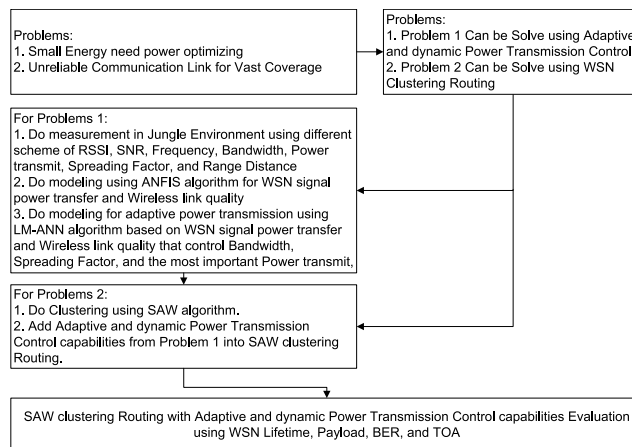 Problems:
1. Small Energy need power optimizing
2. Unreliable Communication Link for Vast Coverage
Problems:
1. Problem 1 Can be Solve using Adaptive
and dynamic Power Transmission Control
2. Problem 2 Can be Solve using WSN
Clustering Routing
For Problems 1:
1. Do measurement in Jungle Environment using different
scheme of RSSI, SNR, Frequency, Bandwidth, Power
transmit, Spreading Factor, and Range Distance
2. Do modeling using ANFIS algorithm for WSN signal
power transfer and Wireless link quality
3. Do modeling for adaptive power transmission using
LM-ANN algorithm based on WSN signal power transfer
and Wireless link quality that control Bandwidth,
Spreading Factor, and the most important Power transmit,
For Problems 2:
1. Do Clustering using SAW algorithm.
2. Add Adaptive and dynamic Power Transmission
Control capabilities from Problem 1 into SAW clustering
Routing.
SAW clustering Routing with Adaptive and dynamic Power Transmission Control capabilities Evaluation
using WSN Lifetime, Payload, BER, and TOA